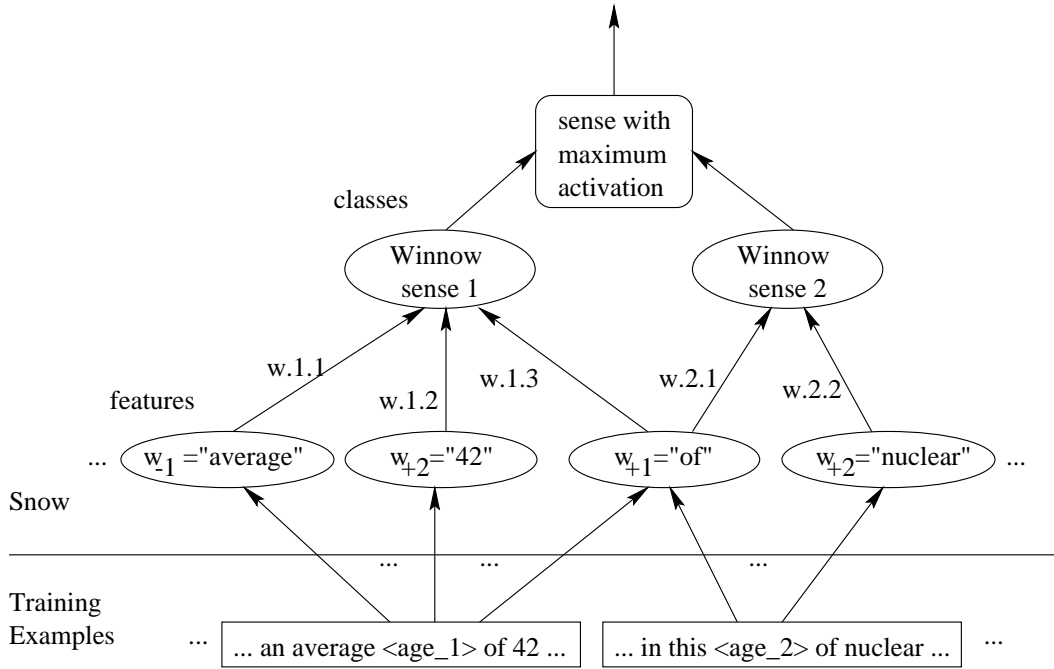 sense with
maximum
activation
classes
Winnow
sense 1
Winnow
sense 2
w.1.1
w.1.2
w.1.3
w.2.1
w.2.2
features
... w-1 ="average"
w+2="42"
w+1="of"
w+2="nuclear" ...
Snow
... ... ...
Training
Examples
... ... an average <age_1> of 42 ...
... in this <age_2> of nuclear ... ...